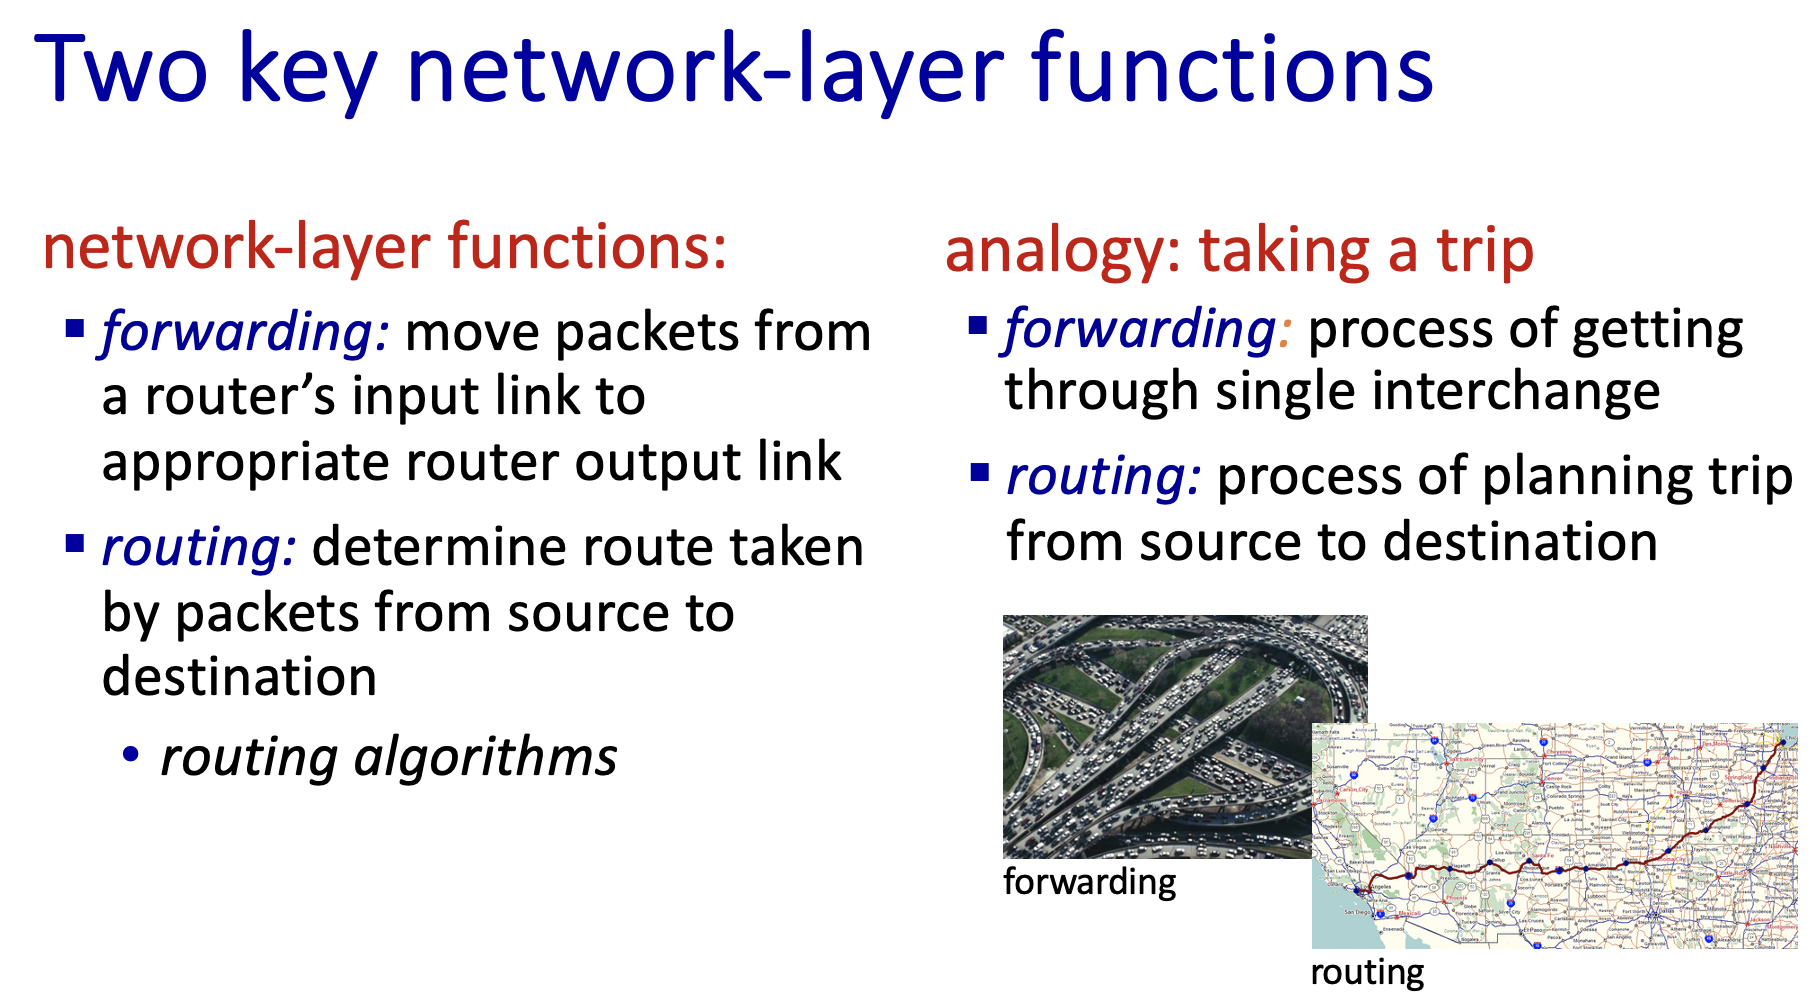 Two key network-layer functions
network-layer functions:
▪ forwarding: move packets from
a router’s input link to
appropriate router output link
▪ routing: determine route taken
by packets from source to
destination
• routing algorithms
analogy: taking a trip
▪ forwarding: process of getting
through single interchange
▪ routing: process of planning trip
from source to destination
forwarding
routing